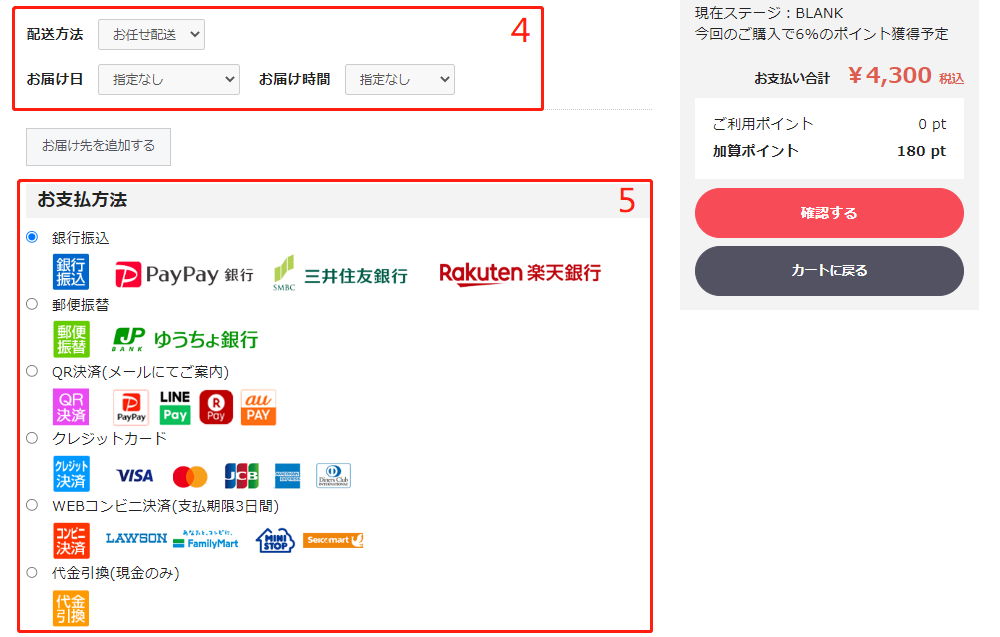 4
配送方法 お任せ配送
お届け日 指定なし お届け時間 指定なし
お届け先を追加する
5
お支払方法
銀行振込
銀行
振込
PayPay 銀行
SMBC 三井住友銀行
Rakuten 楽天銀行
郵便振替
郵便
振替
JP
BANK
ゆうちょ銀行
QR決済(メールにてご案内)
QR
決済
PayPay
LINE
Pay
R
Pay
au
PAY
クレジットカード
クレジット
決済
VISA
JCB
AMERICAN
EXPRESS
Diners Club
INTERNATIONAL
WEBコンビニ決済(支払期限3日間)
コンビニ
決済
LAWSON
あなたと、コンビに、
FamilyMart
MINI
STOP
Seicomart
代金引換(現金のみ)
代金
引換
現在ステージ：BLANK
今回のご購入で6%のポイント獲得予定
お支払い合計 ￥4,300 税込
ご利用ポイント 0 pt
加算ポイント 180 pt
確認する
カートに戻る